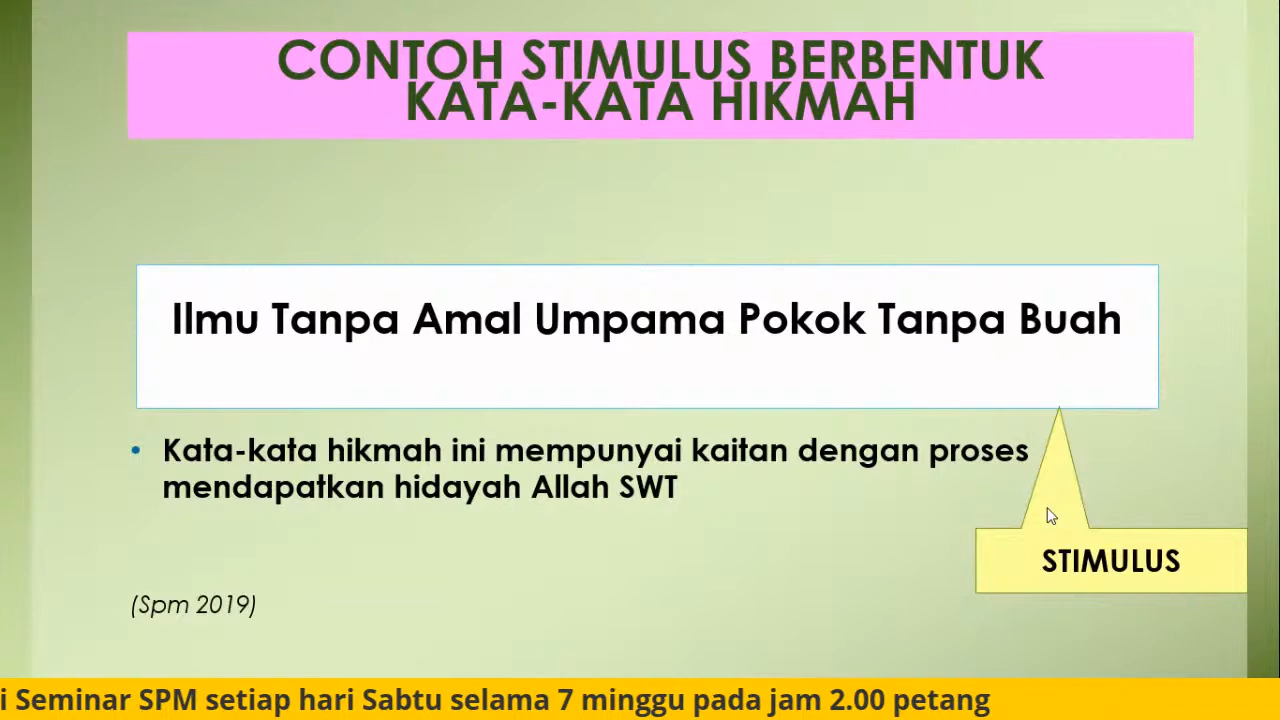 CONTOH STIMULUS BERBENTUK
KATA-KATA HIKMAH
Ilmu Tanpa Amal Umpama Pokok Tanpa Buah
• Kata-kata hikmah ini mempunyai kaitan dengan proses
mendapatkan hidayah Allah SWT
STIMULUS
(Spm 2019)
i Seminar SPM setiap hari Sabtu selama 7 minggu pada jam 2.00 petang